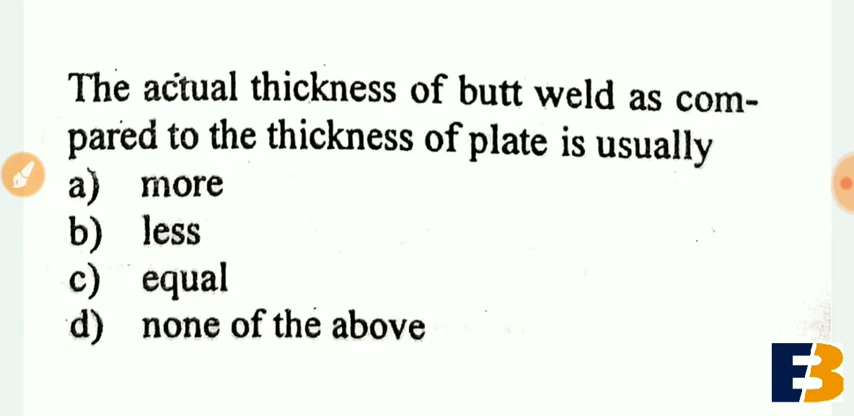 The actual thickness of butt weld as com-
pared to the thickness of plate is usually
a) more
b) less
c) equal
d) none of the above
EB